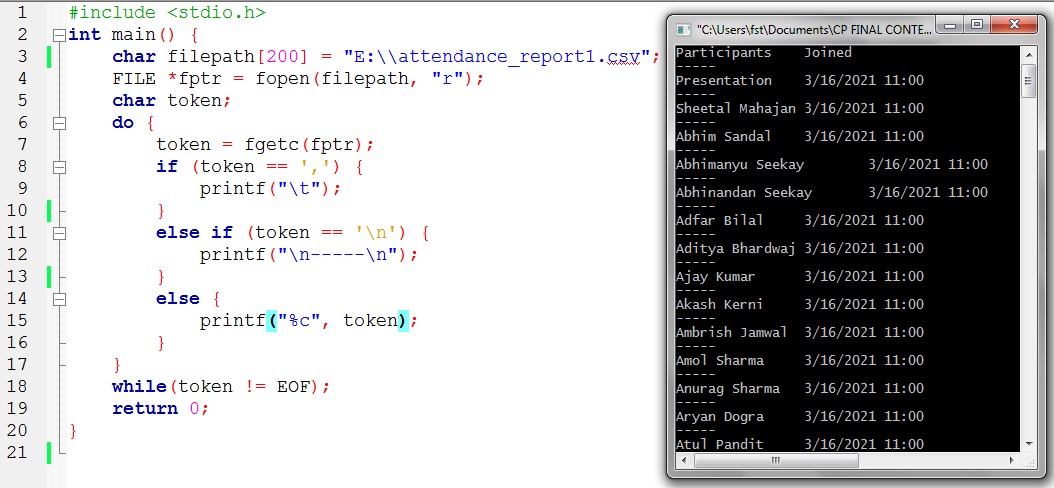 1 #include <stdio.h>
2 int main() {
3 char filepath[200] = "E:\\attendance_report1.csv";
4 FILE *fptr = fopen(filepath, "r");
5 char token;
6 do {
7 token = fgetc(fptr);
8 if (token == ',') {
9 printf("\t");
10 }
11 else if (token == '\n') {
12 printf("\n-----\n");
13 }
14 else {
15 printf("%c", token);
16 }
17 }
18 while(token != EOF);
19 return 0;
20 }
21
"C:\Users\fst\Documents\CP FINAL CONTE...
Participants Joined
-----
Presentation 3/16/2021 11:00
-----
Sheetal Mahajan 3/16/2021 11:00
-----
Abhim Sandal 3/16/2021 11:00
-----
Abhimanyu Seekay 3/16/2021 11:00
-----
Abhinandan Seekay 3/16/2021 11:00
-----
Adfar Bilal 3/16/2021 11:00
-----
Aditya Bhardwaj 3/16/2021 11:00
-----
Ajay Kumar 3/16/2021 11:00
-----
Akash Kerni 3/16/2021 11:00
-----
Ambrish Jamwal 3/16/2021 11:00
-----
Amol Sharma 3/16/2021 11:00
-----
Anurag Sharma 3/16/2021 11:00
-----
Aryan Dogra 3/16/2021 11:00
-----
Atul Pandit 3/16/2021 11:00